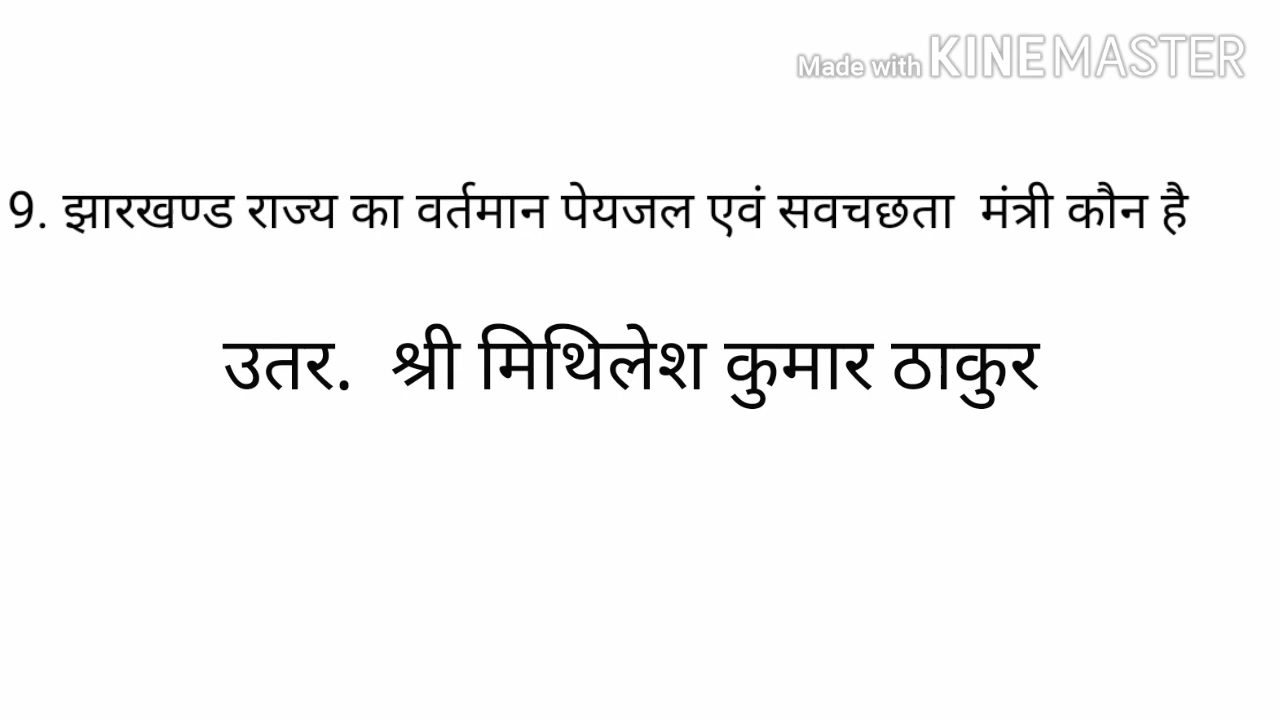 Made with KINEMASTER
9. झारखण्ड राज्य का वर्तमान पेयजल एवं सवचछता मंत्री कौन है
उतर. श्री मिथिलेश कुमार ठाकुर